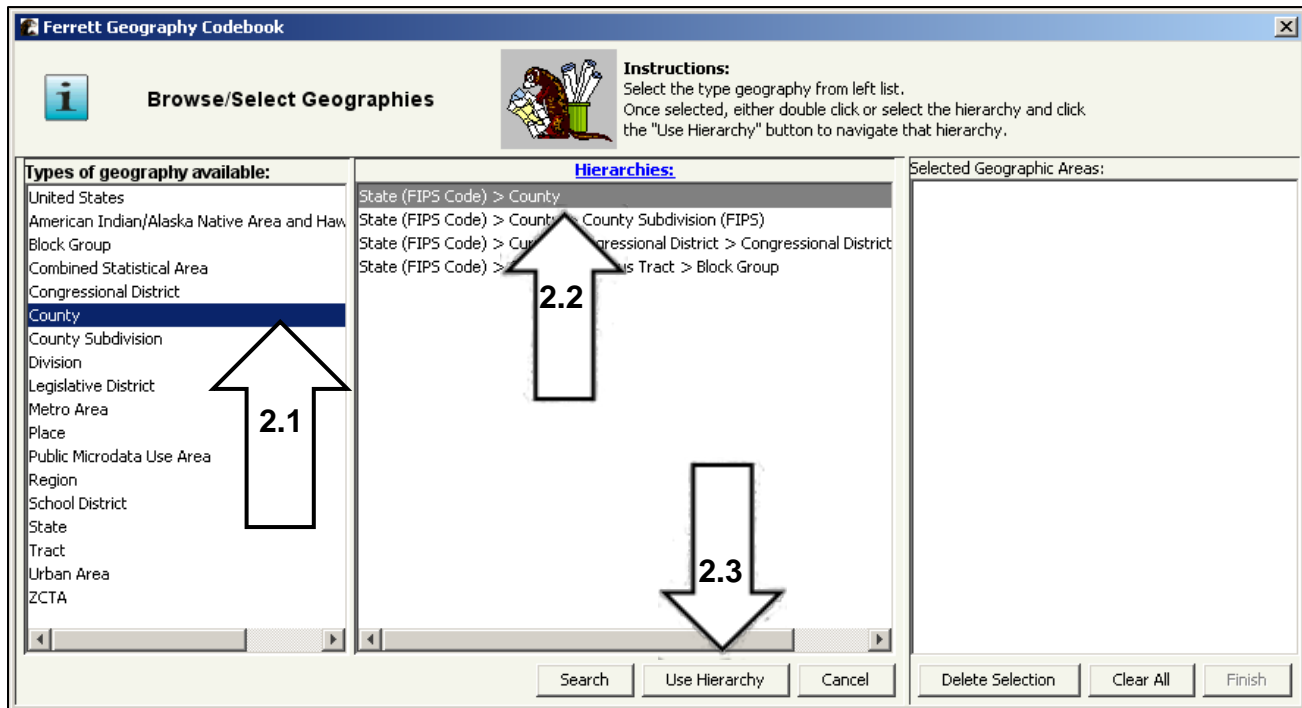 Ferrett Geography Codebook
Browse/Select Geographies
Instructions:
Select the type geography from left list.
Once selected, either double click or select the hierarchy and click
the "Use Hierarchy" button to navigate that hierarchy.
Types of geography available:
United States
American Indian/Alaska Native Area and Haw
Block Group
Combined Statistical Area
Congressional District
County
County Subdivision
Division
Legislative District
Metro Area
Place
Public Microdata Use Area
Region
School District
State
Tract
Urban Area
ZCTA
2.1
Hierarchies:
State (FIPS Code) > County
State (FIPS Code) > County > County Subdivision (FIPS)
State (FIPS Code) > District > Congressional District
State (FIPS Code) > Tract > Block Group
2.2
2.3
Search
Use Hierarchy
Cancel
Selected Geographic Areas:
Delete Selection
Clear All
Finish